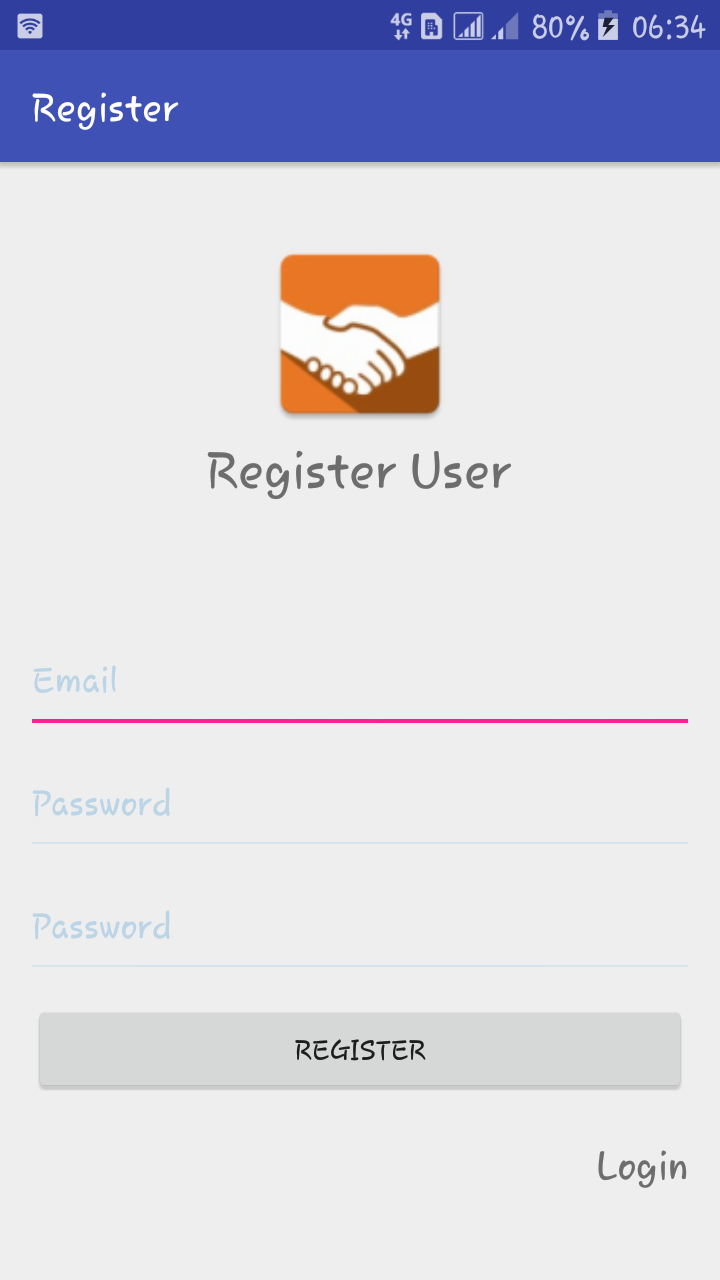 4G 80% 06:34
Register
Register User
Email
Password
Password
REGISTER
Login